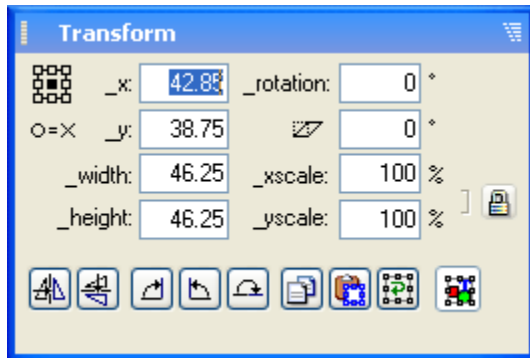 Transform
_x: 42.85 _rotation: 0 °
O=X _y: 38.75 0 °
_width: 46.25 _xscale: 100 %
_height: 46.25 _yscale: 100 %